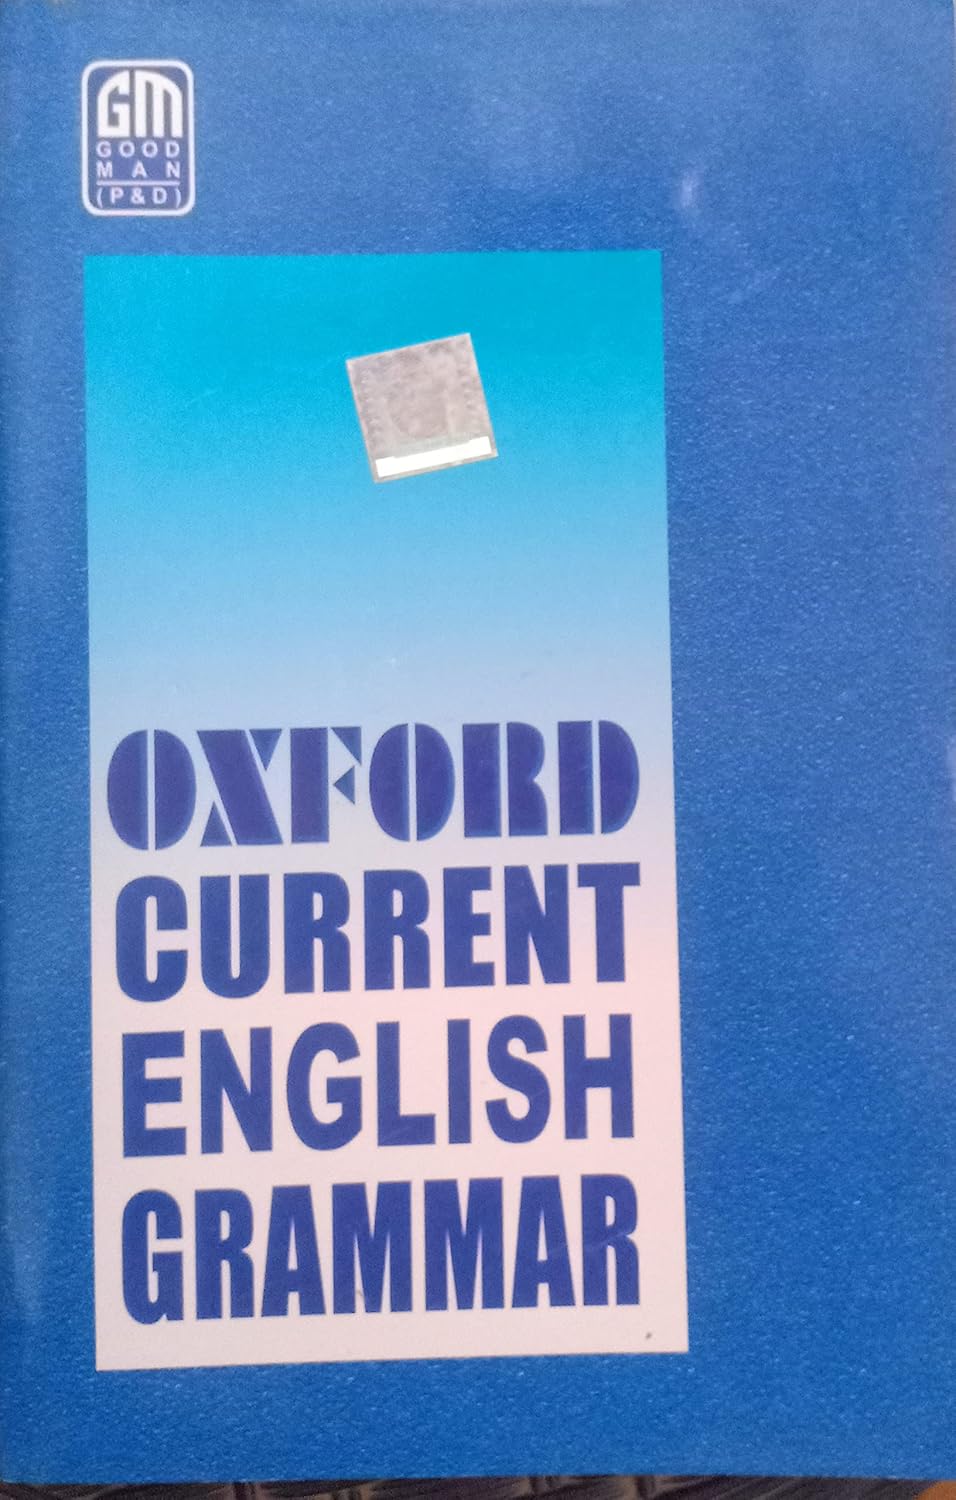 GM
GOOD
MAN
(P&D)
OXFORD
CURRENT
ENGLISH
GRAMMAR